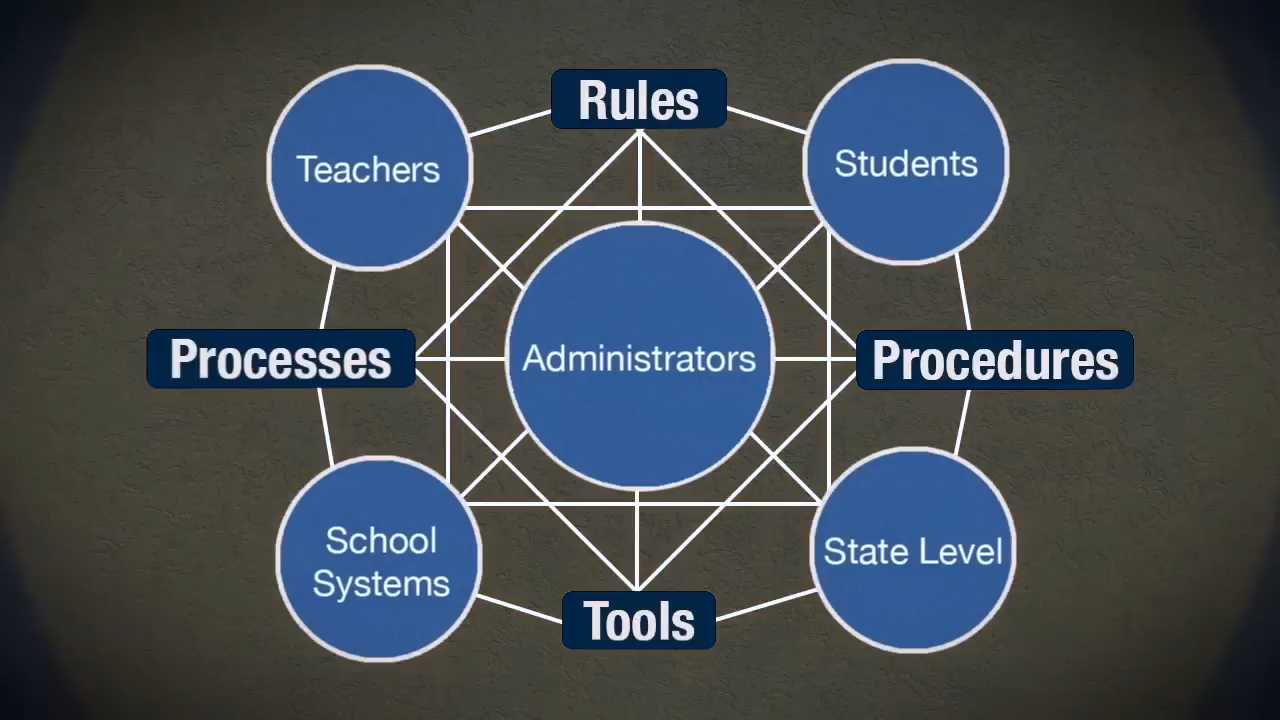 Rules
Teachers
Students
Processes
Administrators
Procedures
School
Systems
State Level
Tools